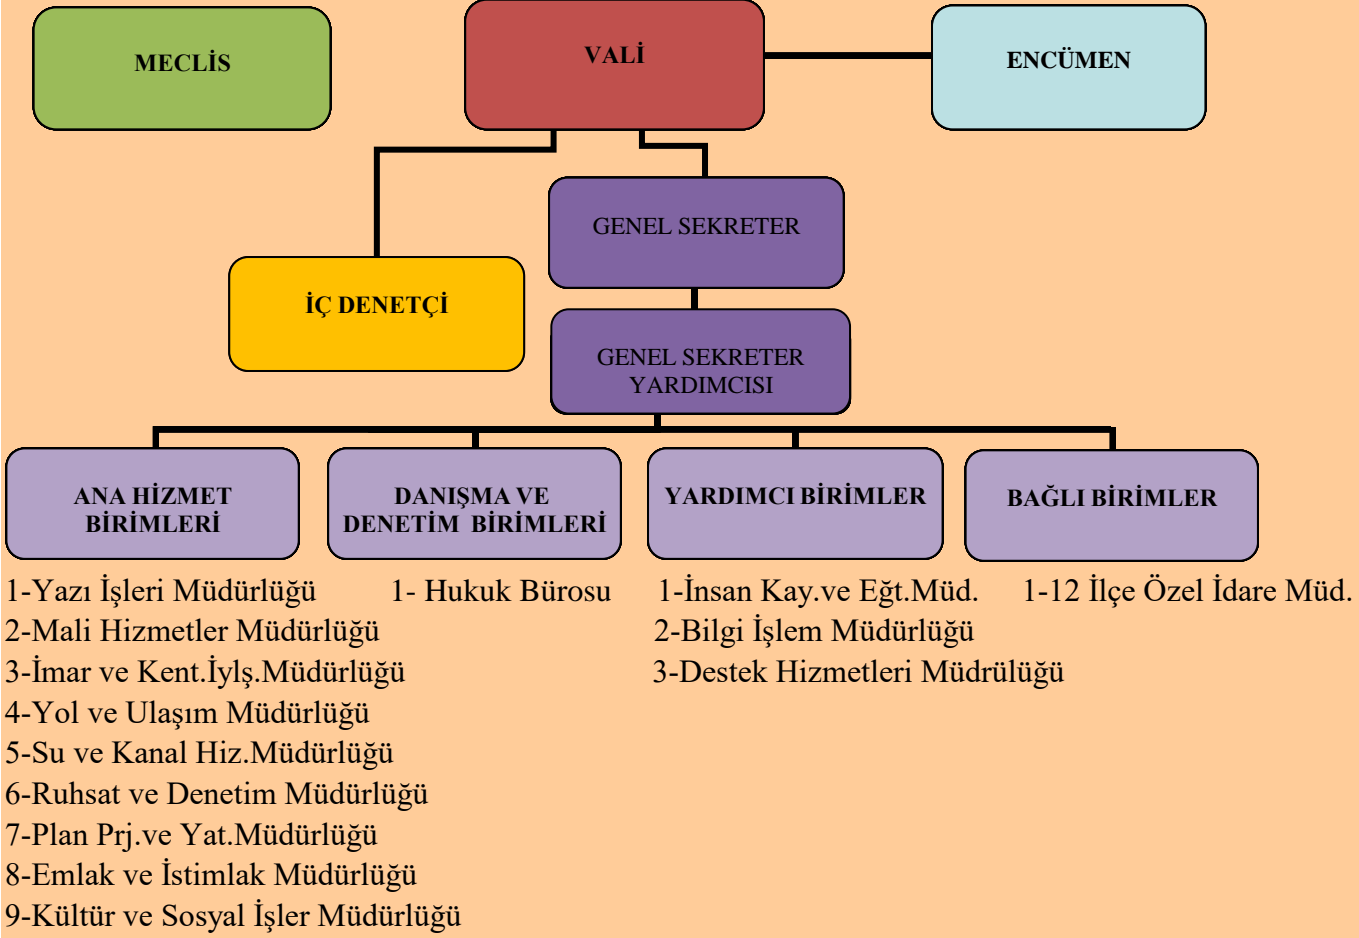 MECLİS
VALİ
ENCÜMEN
GENEL SEKRETER
İÇ DENETÇİ
GENEL SEKRETER
YARDIMCISI
ANA HİZMET
BİRİMLERİ
DANIŞMA VE
DENETİM  BİRİMLERİ
YARDIMCI BİRİMLER
BAĞLI BİRİMLER
1-Yazı İşleri Müdürlüğü
2-Mali Hizmetler Müdürlüğü
3-İmar ve Kent.İylş.Müdürlüğü
4-Yol ve Ulaşım Müdürlüğü
5-Su ve Kanal Hiz.Müdürlüğü
6-Ruhsat ve Denetim Müdürlüğü
7-Plan Prj.ve Yat.Müdürlüğü
8-Emlak ve İstimlak Müdürlüğü
9-Kültür ve Sosyal İşler Müdürlüğü
1- Hukuk Bürosu
1-İnsan Kay.ve Eğt.Müd.
2-Bilgi İşlem Müdürlüğü
3-Destek Hizmetleri Müdrülüğü
1-12 İlçe Özel İdare Müd.